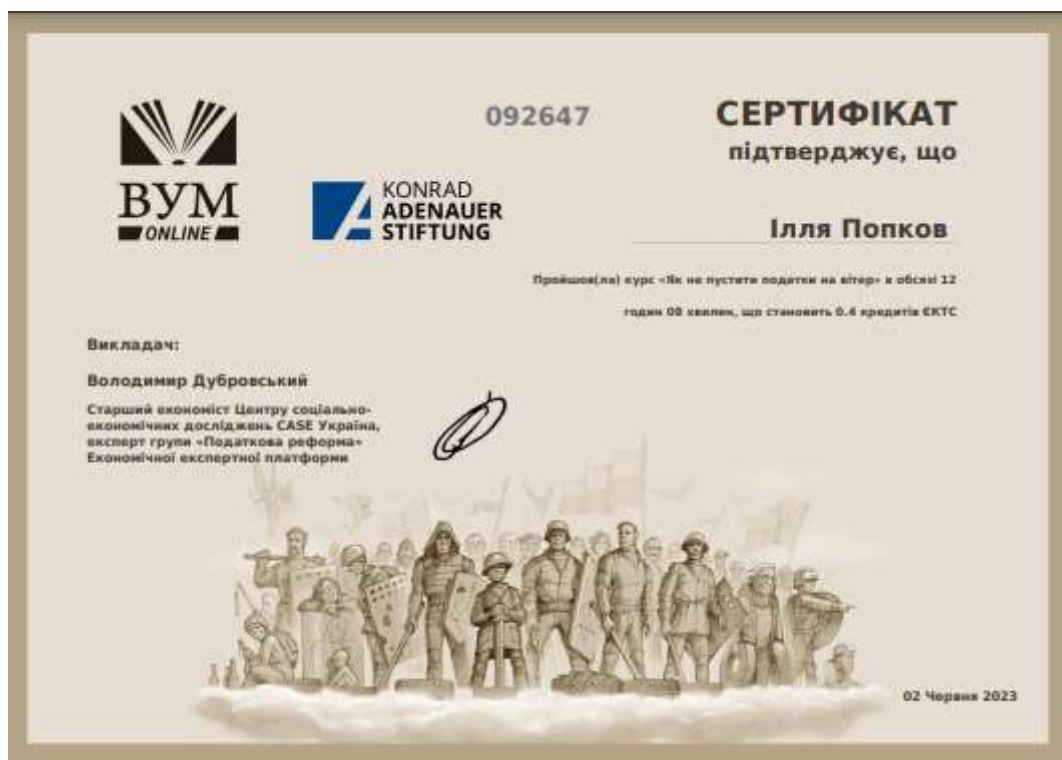 092647
СЕРТИФІКАТ
підтверджує, що
ВУМ
ONLINE
KONRAD
ADENAUER
STIFTUNG
Ілля Попков
Пройшов(ла) курс «Як не пустити податки на вітер» в обсязі 12
годин 00 хвилин, що становить 0.4 кредитів ЄКТС
Викладач:
Володимир Дубровський
Старший економіст Центру соціально-
економічних досліджень CASE Україна,
експерт групи «Податкова реформа»
Економічної експертної платформи
02 Червня 2023